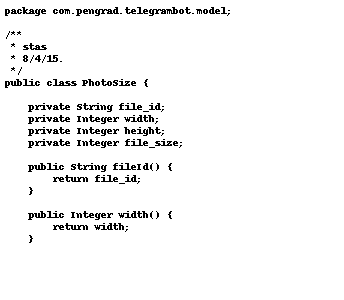 package com.pengrad.telegrambot.model;

/**
 * stas
 * 8/4/15.
 */
public class PhotoSize {

    private String file_id;
    private Integer width;
    private Integer height;
    private Integer file_size;

    public String fileId() {
        return file_id;
    }

    public Integer width() {
        return width;
    }